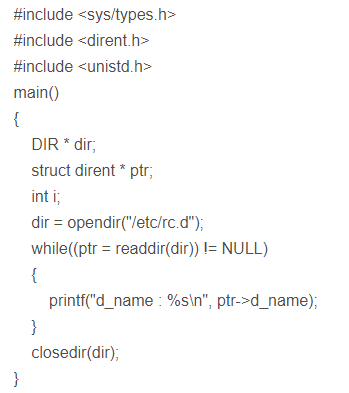 #include <sys/types.h>
#include <dirent.h>
#include <unistd.h>
main()
{
    DIR * dir;
    struct dirent * ptr;
    int i;
    dir = opendir("/etc/rc.d");
    while((ptr = readdir(dir)) != NULL)
    {
        printf("d_name : %s\n", ptr->d_name);
    }
    closedir(dir);
}